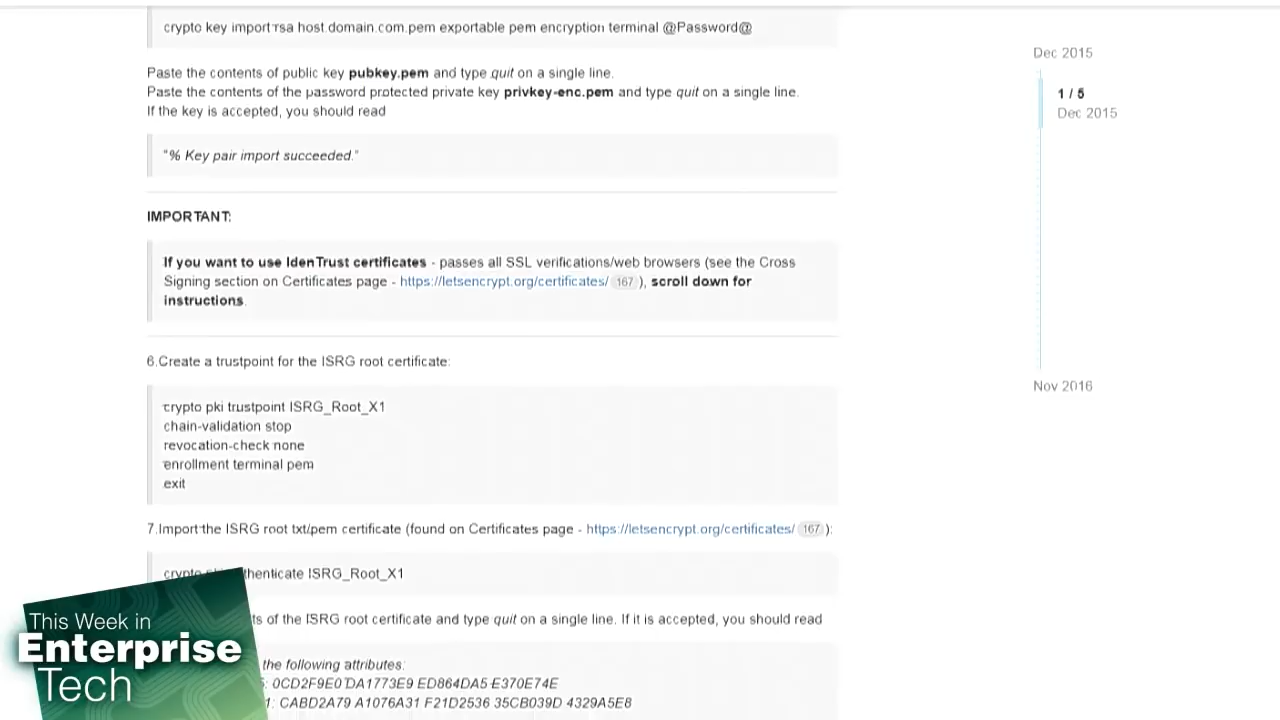 crypto key import rsa host.domain.com.pem exportable pem encryption terminal @Password@
Paste the contents of public key pubkey.pem and type quit on a single line.
Paste the contents of the password protected private key privkey-enc.pem and type quit on a single line.
If the key is accepted, you should read
"% Key pair import succeeded."
IMPORTANT:
If you want to use IdenTrust certificates - passes all SSL verifications/web browsers (see the Cross
Signing section on Certificates page - https://letsencrypt.org/certificates/ 167 ), scroll down for
instructions.
6.Create a trustpoint for the ISRG root certificate:
crypto pki trustpoint ISRG_Root_X1
chain-validation stop
revocation-check none
enrollment terminal pem
exit
7.Import the ISRG root txt/pem certificate (found on Certificates page - https://letsencrypt.org/certificates/ 167 ):
crypto henticate ISRG_Root_X1
ts of the ISRG root certificate and type quit on a single line. If it is accepted, you should read
the following attributes:
: 0CD2F9E0 DA1773E9 ED864DA5 E370E74E
1: CABD2A79 A1076A31 F21D2536 35CB039D 4329A5E8
Dec 2015
1 / 5
Dec 2015
Nov 2016
This Week in
Enterprise
Tech